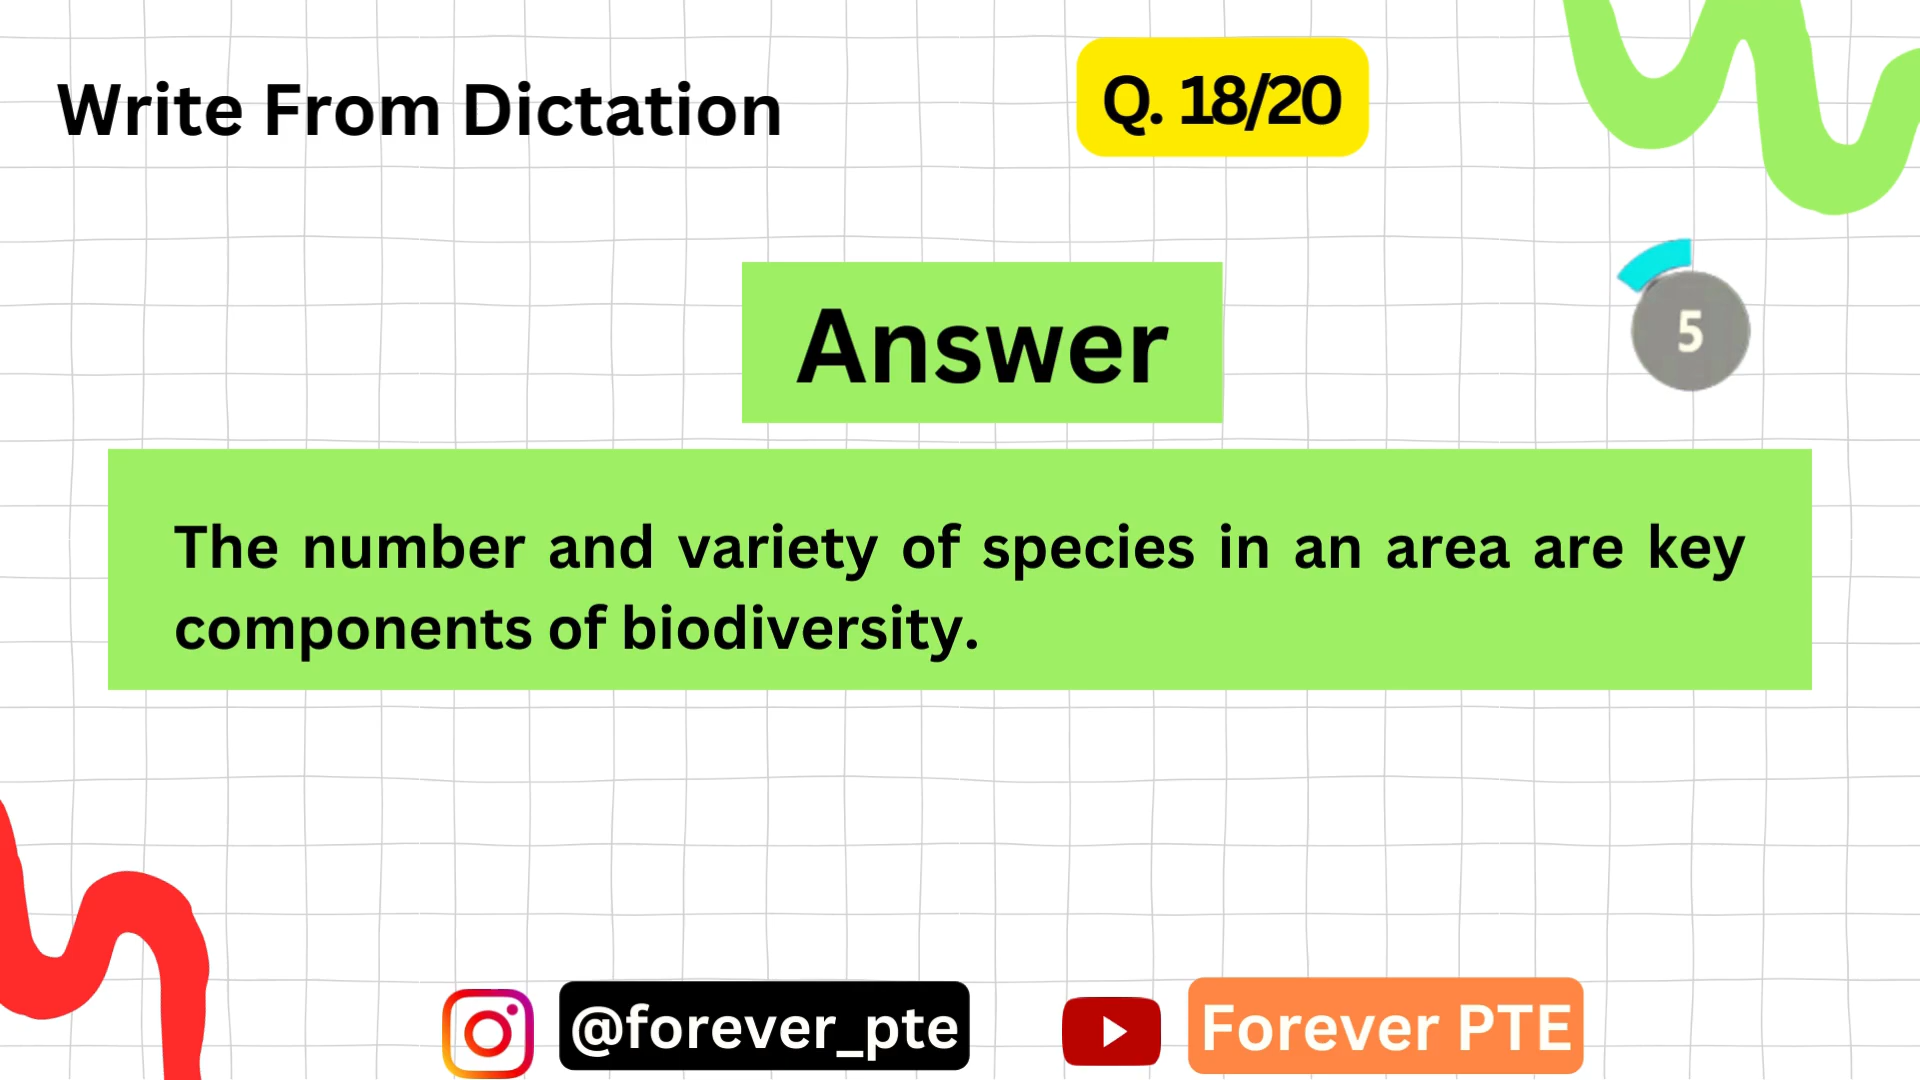 Write From Dictation
Q. 18/20
Answer
5
The number and variety of species in an area are key
components of biodiversity.
@forever_pte
Forever PTE